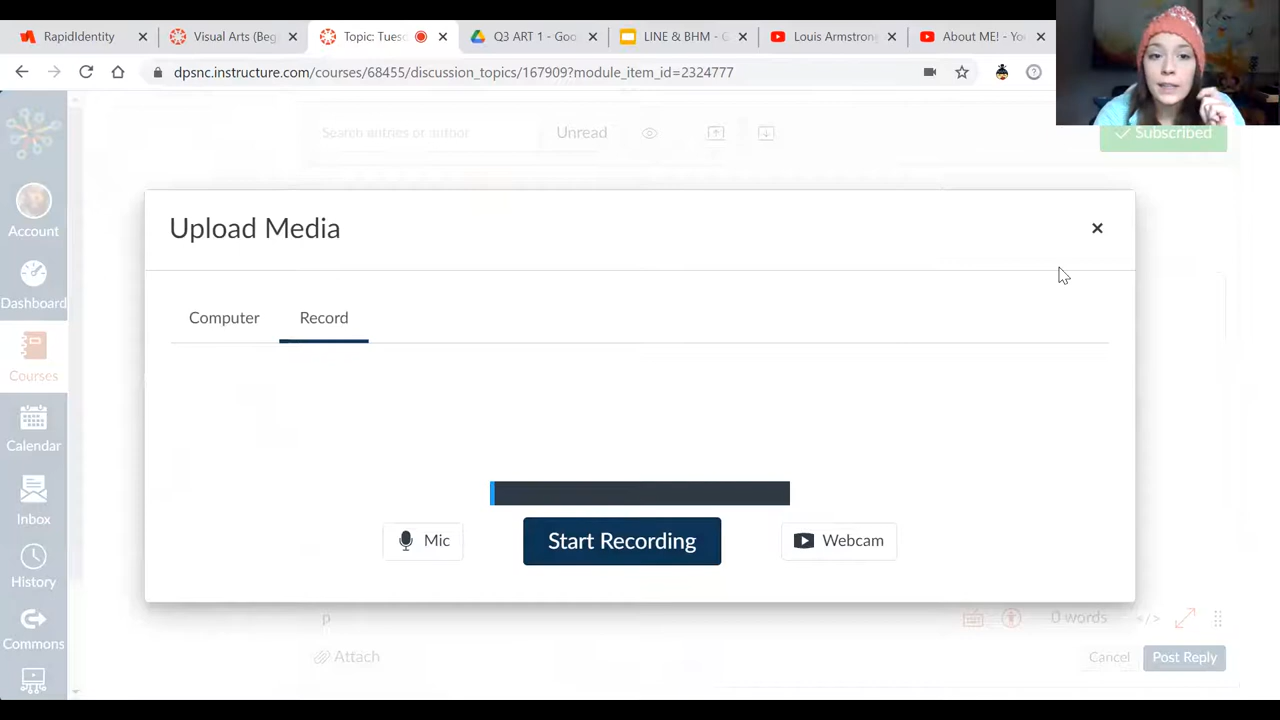 RapidIdentity
Visual Arts (Beg
Topic: Tuesc
Q3 ART 1 - Goo
LINE & BHM - G
Louis Armstrong
About ME! - Yo
dpsnc.instructure.com/courses/68455/discussion_topics/167909?module_item_id=2324777
Search entries or author
Unread
Subscribed
Account
Dashboard
Courses
Calendar
Inbox
History
Commons
Upload Media
Computer
Record
Mic
Start Recording
Webcam
p
0 words
</>
Attach
Cancel
Post Reply